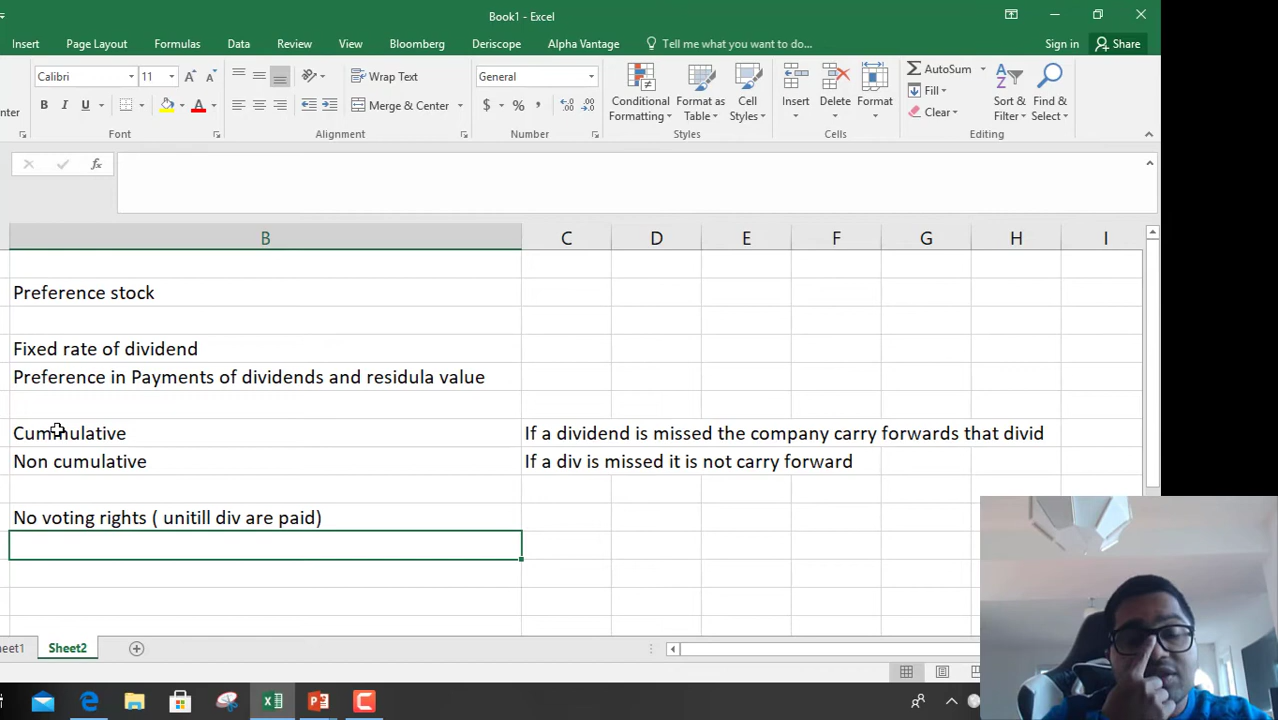 Book1 - Excel
Insert Page Layout Formulas Data Review View Bloomberg Deriscope Alpha Vantage Tell me what you want to do... Sign in Share
Calibri 11 Wrap Text General AutoSum
Fill
Merge & Center Conditional Formatting Format as Table Cell Styles Insert Delete Format Clear Sort & Filter Find & Select
Font Alignment Number Styles Cells Editing
fx
B C D E F G H I
Preference stock
Fixed rate of dividend
Preference in Payments of dividends and residula value
Cummulative If a dividend is missed the company carry forwards that divid
Non cumulative If a div is missed it is not carry forward
No voting rights ( unitill div are paid)
eet1 Sheet2